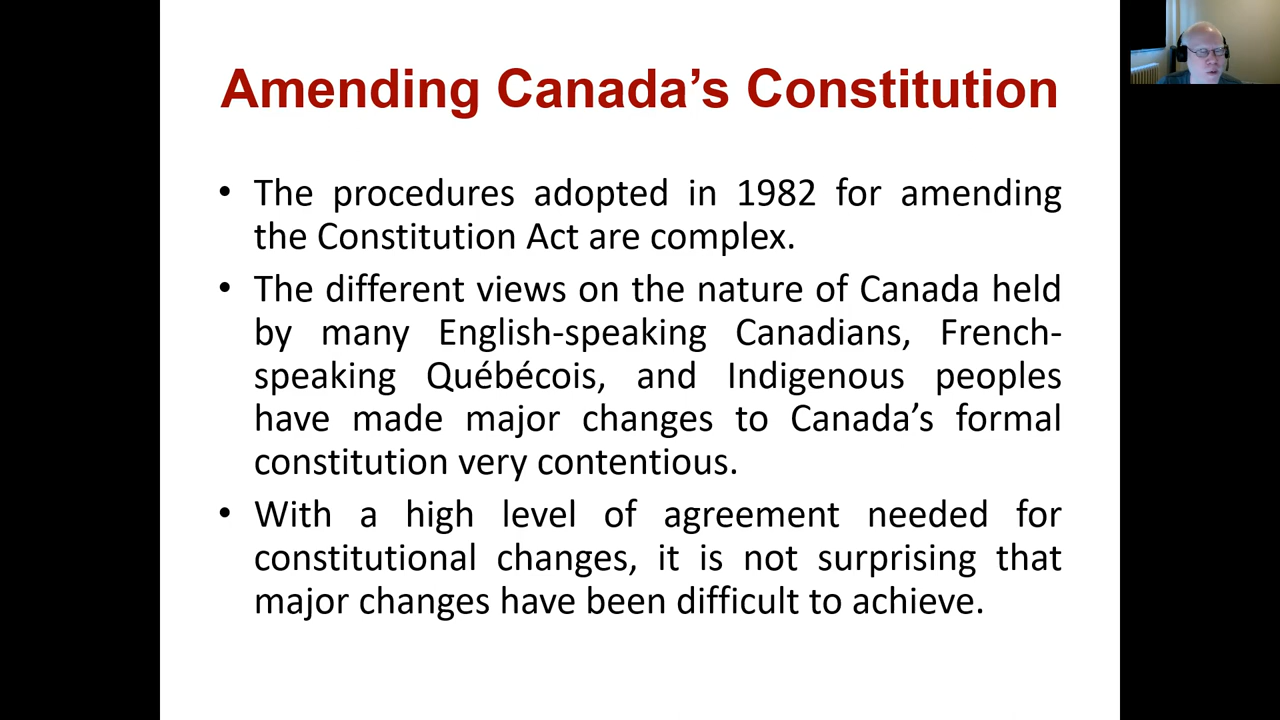 Amending Canada’s Constitution
• The procedures adopted in 1982 for amending
the Constitution Act are complex.
• The different views on the nature of Canada held
by many English-speaking Canadians, French-
speaking Québécois, and Indigenous peoples
have made major changes to Canada’s formal
constitution very contentious.
• With a high level of agreement needed for
constitutional changes, it is not surprising that
major changes have been difficult to achieve.